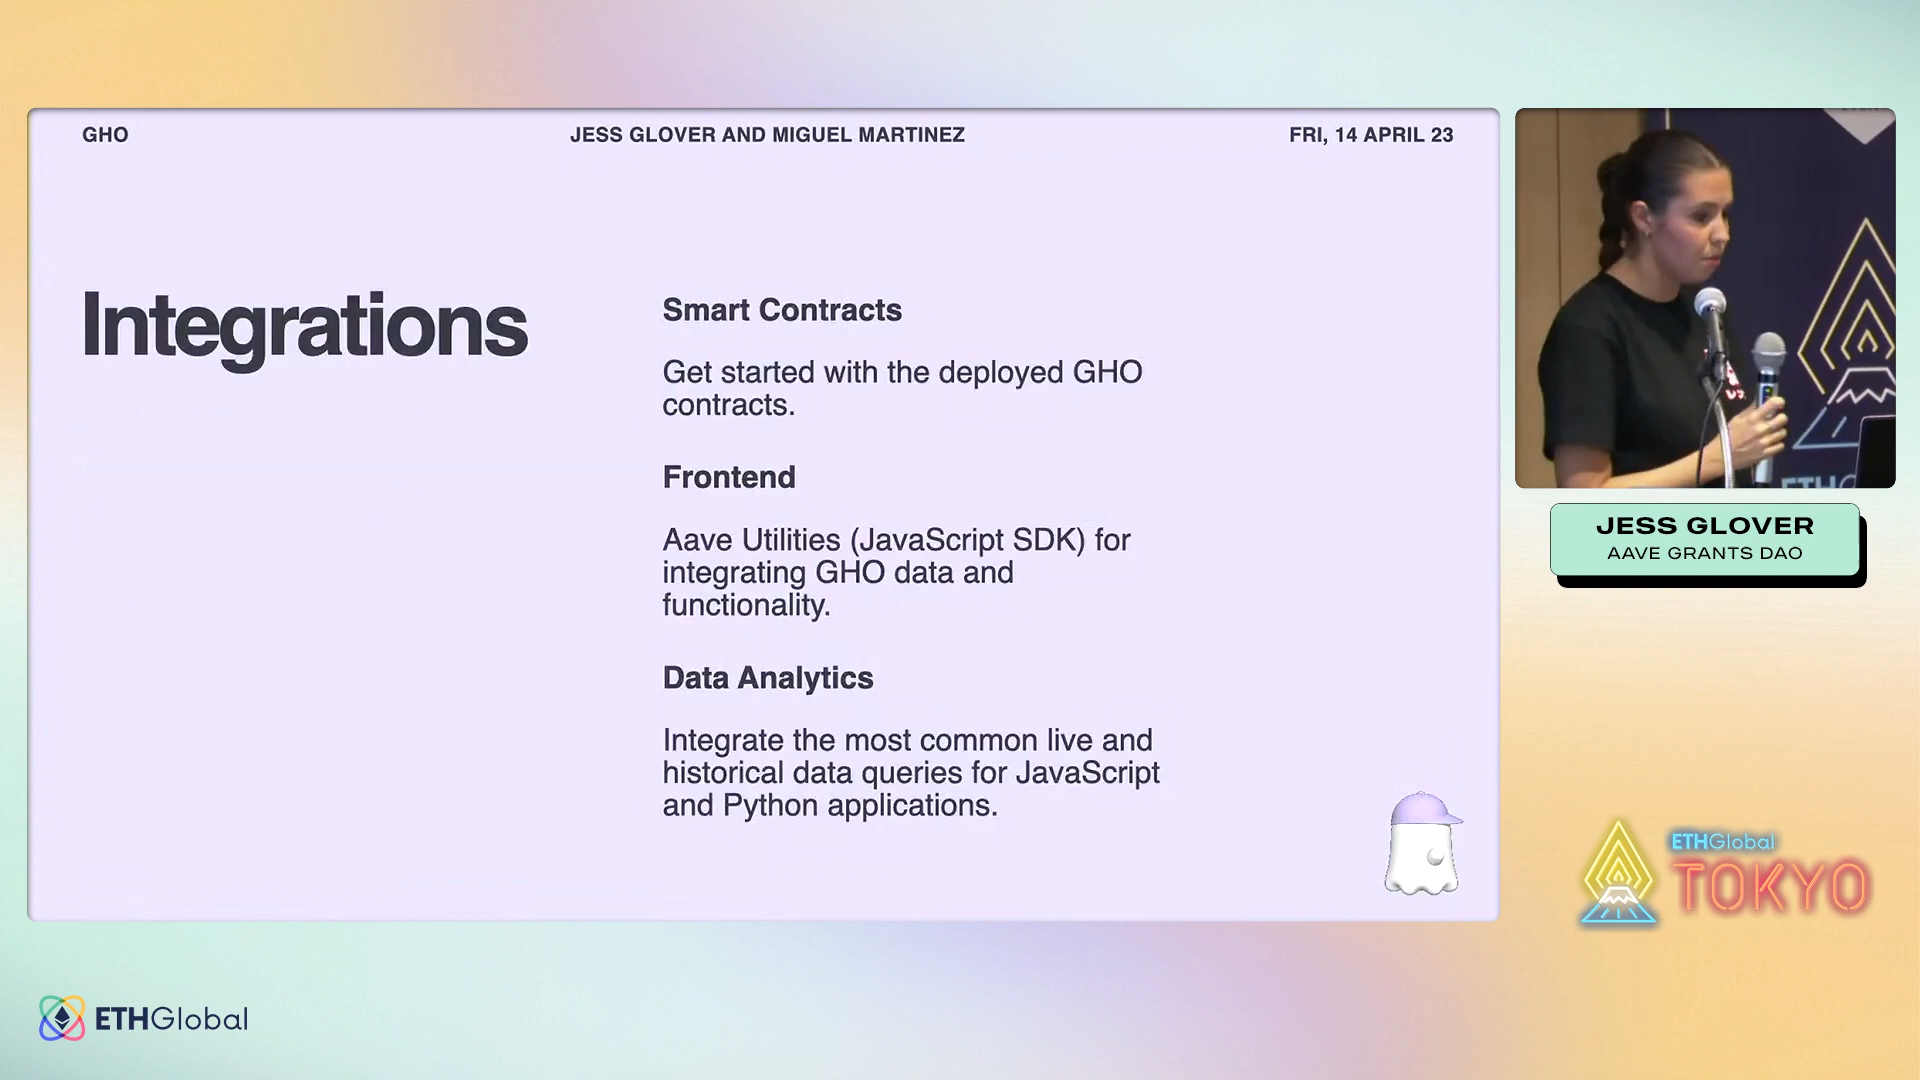 GHO
JESS GLOVER AND MIGUEL MARTINEZ
FRI, 14 APRIL 23
Integrations
Smart Contracts
Get started with the deployed GHO
contracts.
Frontend
Aave Utilities (JavaScript SDK) for
integrating GHO data and
functionality.
Data Analytics
Integrate the most common live and
historical data queries for JavaScript
and Python applications.
JESS GLOVER
AAVE GRANTS DAO
ETHGlobal
TOKYO
ETHGlobal